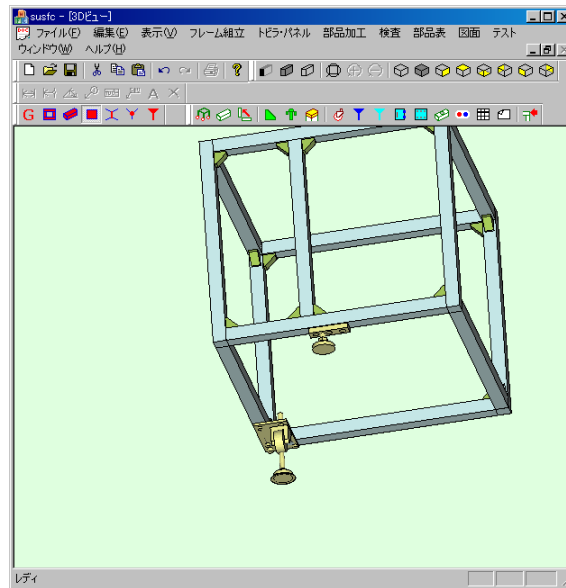 susfc - [3Dビュー]
ファイル(F) 編集(E) 表示(V) フレーム組立 トビラ・パネル 部品加工 検査 部品表 図面 テスト
ウィンドウ(W) ヘルプ(H)
A
G
レディ